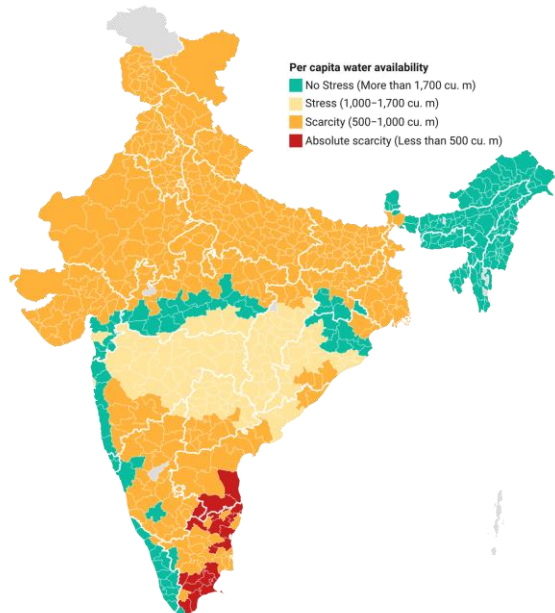 Per capita water availability
No Stress (More than 1,700 cu. m)
Stress (1,000–1,700 cu. m)
Scarcity (500–1,000 cu. m)
Absolute scarcity (Less than 500 cu. m)